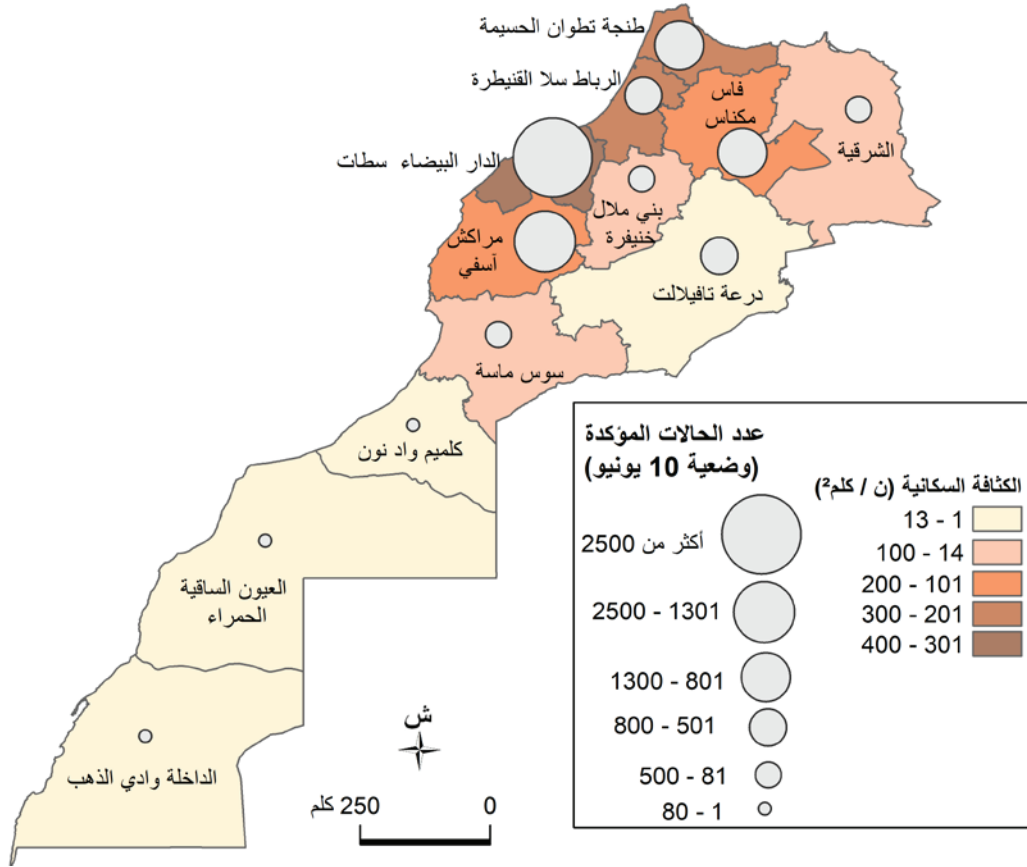 طنجة تطوان الحسيمة
الرباط سلا القنيطرة
فاس
مكناس
الشرقية
الدار البيضاء سطات
بني ملال
خنيفرة
مراكش
آسفي
درعة تافيلالت
سوس ماسة
كلميم واد نون
العيون الساقية
الحمراء
الداخلة وادي الذهب
ش
250 كلم
0
عدد الحالات المؤكدة
(وضعية 10 يونيو)
أكثر من 2500
2500 - 1301
1300 - 801
800 - 501
500 - 81
80 - 1
الكثافة السكانية (ن / كلم²)
13 - 1
100 - 14
200 - 101
300 - 201
400 - 301